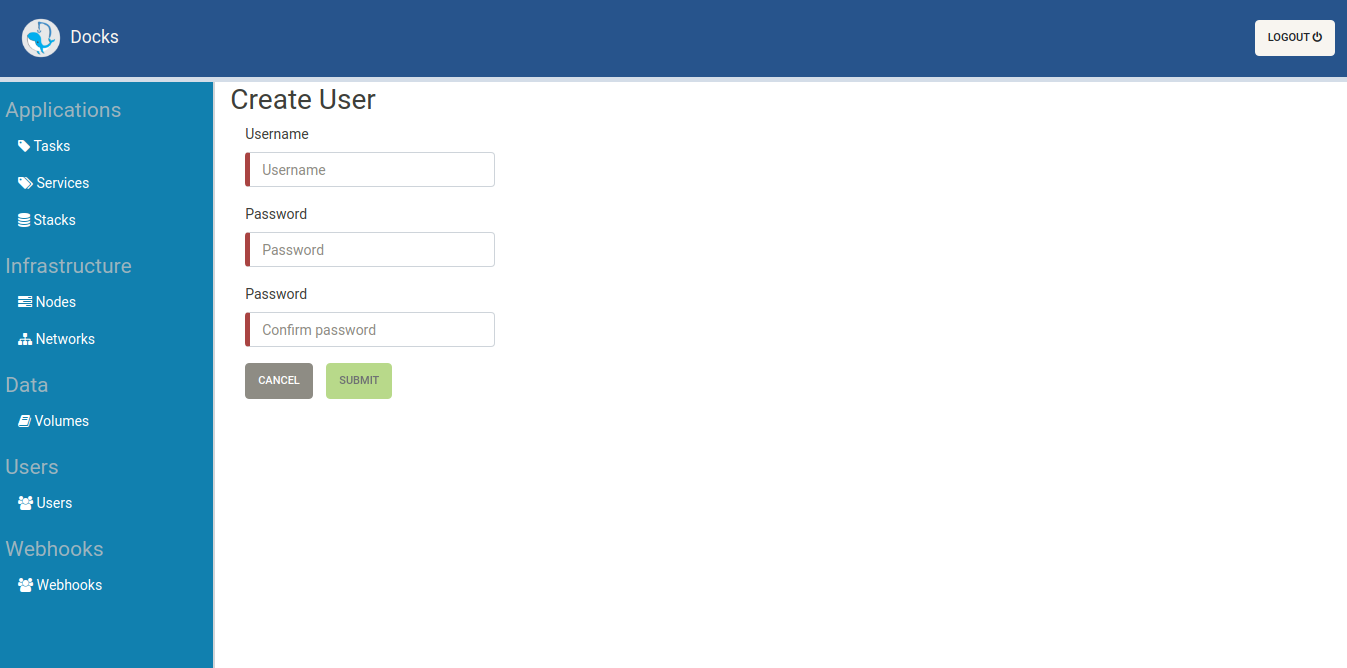 Docks
LOGOUT
Applications
Tasks
Services
Stacks
Infrastructure
Nodes
Networks
Data
Volumes
Users
Users
Webhooks
Webhooks
Create User
Username
Username
Password
Password
Password
Confirm password
CANCEL SUBMIT